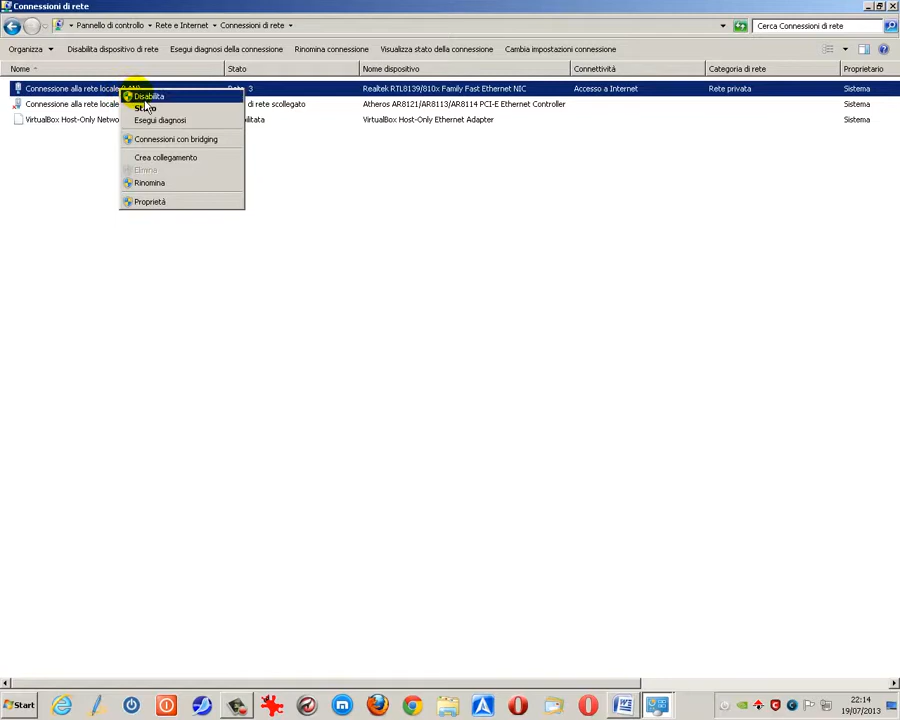 Connessioni di rete
Pannello di controllo Rete e Internet Connessioni di rete
Cerca Connessioni di rete
Organizza Disabilita dispositivo di rete Esegui diagnosi della connessione Rinomina connessione Visualizza stato della connessione Cambia impostazioni connessione
Nome Stato Nome dispositivo Connettività Categoria di rete Proprietario
Connessione alla rete locale 3 Realtek RTL8139/810x Family Fast Ethernet NIC Accesso a Internet Rete privata Sistema
Connessione alla rete locale di rete scollegato Atheros AR8121/AR8113/AR8114 PCI-E Ethernet Controller Sistema
VirtualBox Host-Only Netwo ilitata VirtualBox Host-Only Ethernet Adapter Sistema
Disabilita
Stato
Esegui diagnosi
Connessioni con bridging
Crea collegamento
Elimina
Rinomina
Proprietà
Start
22:14
19/07/2013